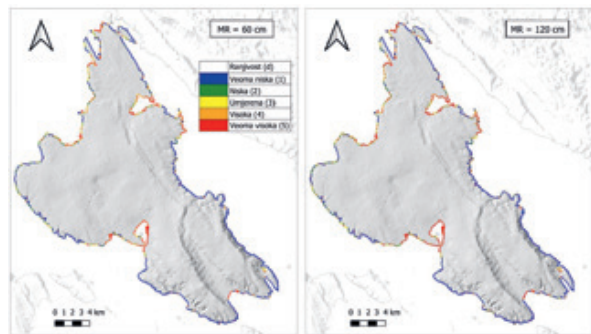 MR = 60 cm
Ranjivost (d)
Veoma niska (1)
Niska (2)
Umjerena (3)
Visoka (4)
Veoma visoka (5)
0 1 2 3 4 km
MR = 120 cm
0 1 2 3 4 km